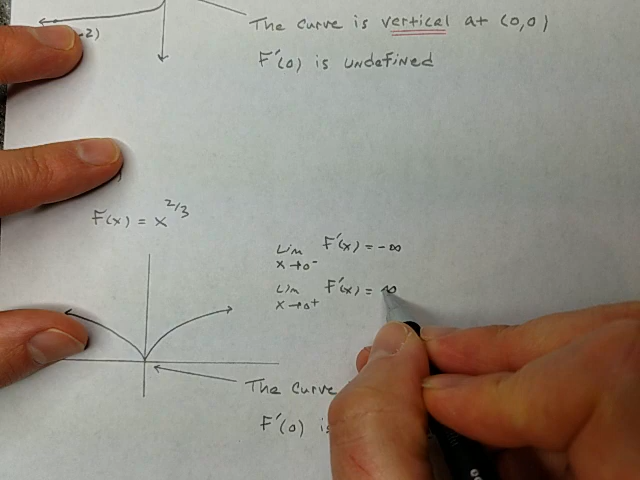 The curve is vertical at (0,0)
-2)
F'(0) is undefined
F(x) = x^2/3
Lim F'(x) = -∞
x→0⁻
Lim F'(x) = ∞
x→0⁺
The curve
F'(0) is